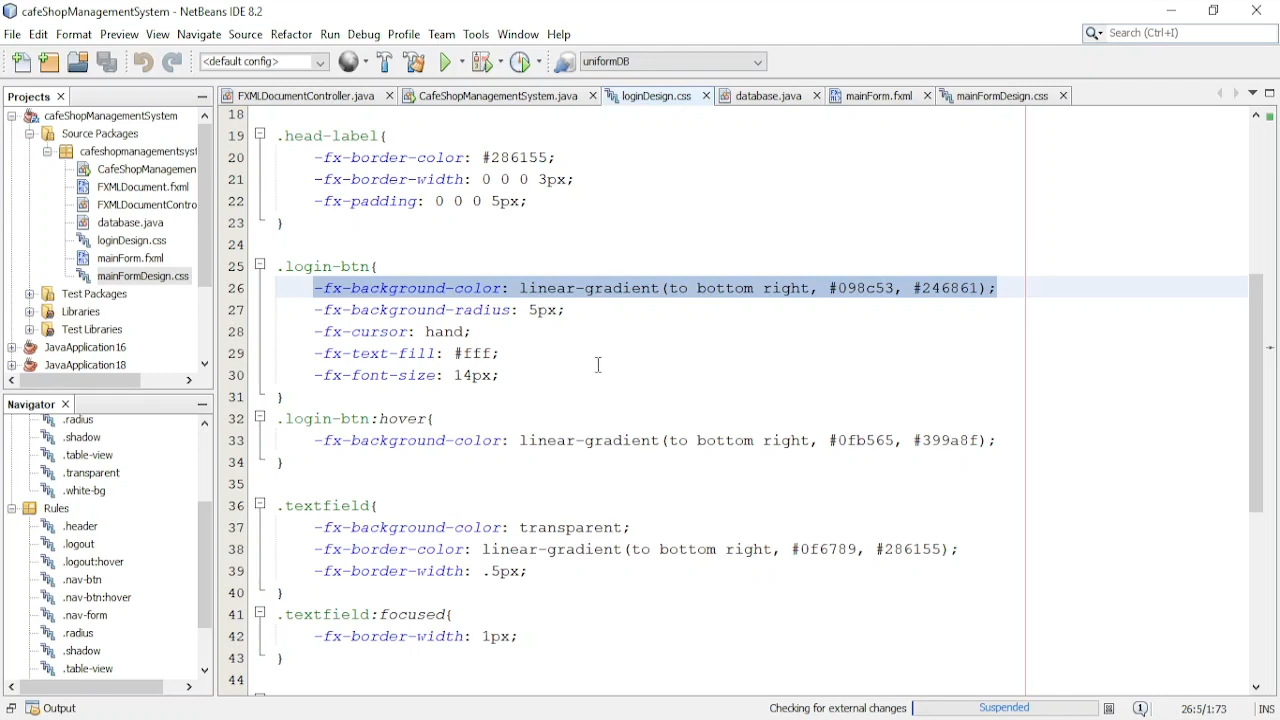 cafeShopManagementSystem - NetBeans IDE 8.2
File Edit Format Preview View Navigate Source Refactor Run Debug Profile Team Tools Window Help
Search (Ctrl+I)
<default config>
uniformDB
Projects
FXMLDocumentController.java
CafeShopManagementSystem.java
loginDesign.css
database.java
mainForm.fxml
mainFormDesign.css
cafeShopManagementSystem
Source Packages
cafeshopmanagementsyst
CafeShopManagemen
FXMLDocument.fxml
FXMLDocumentContro
database.java
loginDesign.css
mainForm.fxml
mainFormDesign.css
Test Packages
Libraries
Test Libraries
JavaApplication16
JavaApplication18
Navigator
.radius
.shadow
.table-view
.transparent
.white-bg
Rules
.header
.logout
.logout:hover
.nav-btn
.nav-btn:hover
.nav-form
.radius
.shadow
.table-view
18
19 .head-label{
20 -fx-border-color: #286155;
21 -fx-border-width: 0 0 0 3px;
22 -fx-padding: 0 0 0 5px;
23 }
24
25 .login-btn{
26 -fx-background-color: linear-gradient(to bottom right, #098c53, #246861);
27 -fx-background-radius: 5px;
28 -fx-cursor: hand;
29 -fx-text-fill: #fff;
30 -fx-font-size: 14px;
31 }
32 .login-btn:hover{
33 -fx-background-color: linear-gradient(to bottom right, #0fb565, #399a8f);
34 }
35
36 .textfield{
37 -fx-background-color: transparent;
38 -fx-border-color: linear-gradient(to bottom right, #0f6789, #286155);
39 -fx-border-width: .5px;
40 }
41 .textfield:focused{
42 -fx-border-width: 1px;
43 }
44
Output
Checking for external changes
Suspended
26:5/1:73
INS